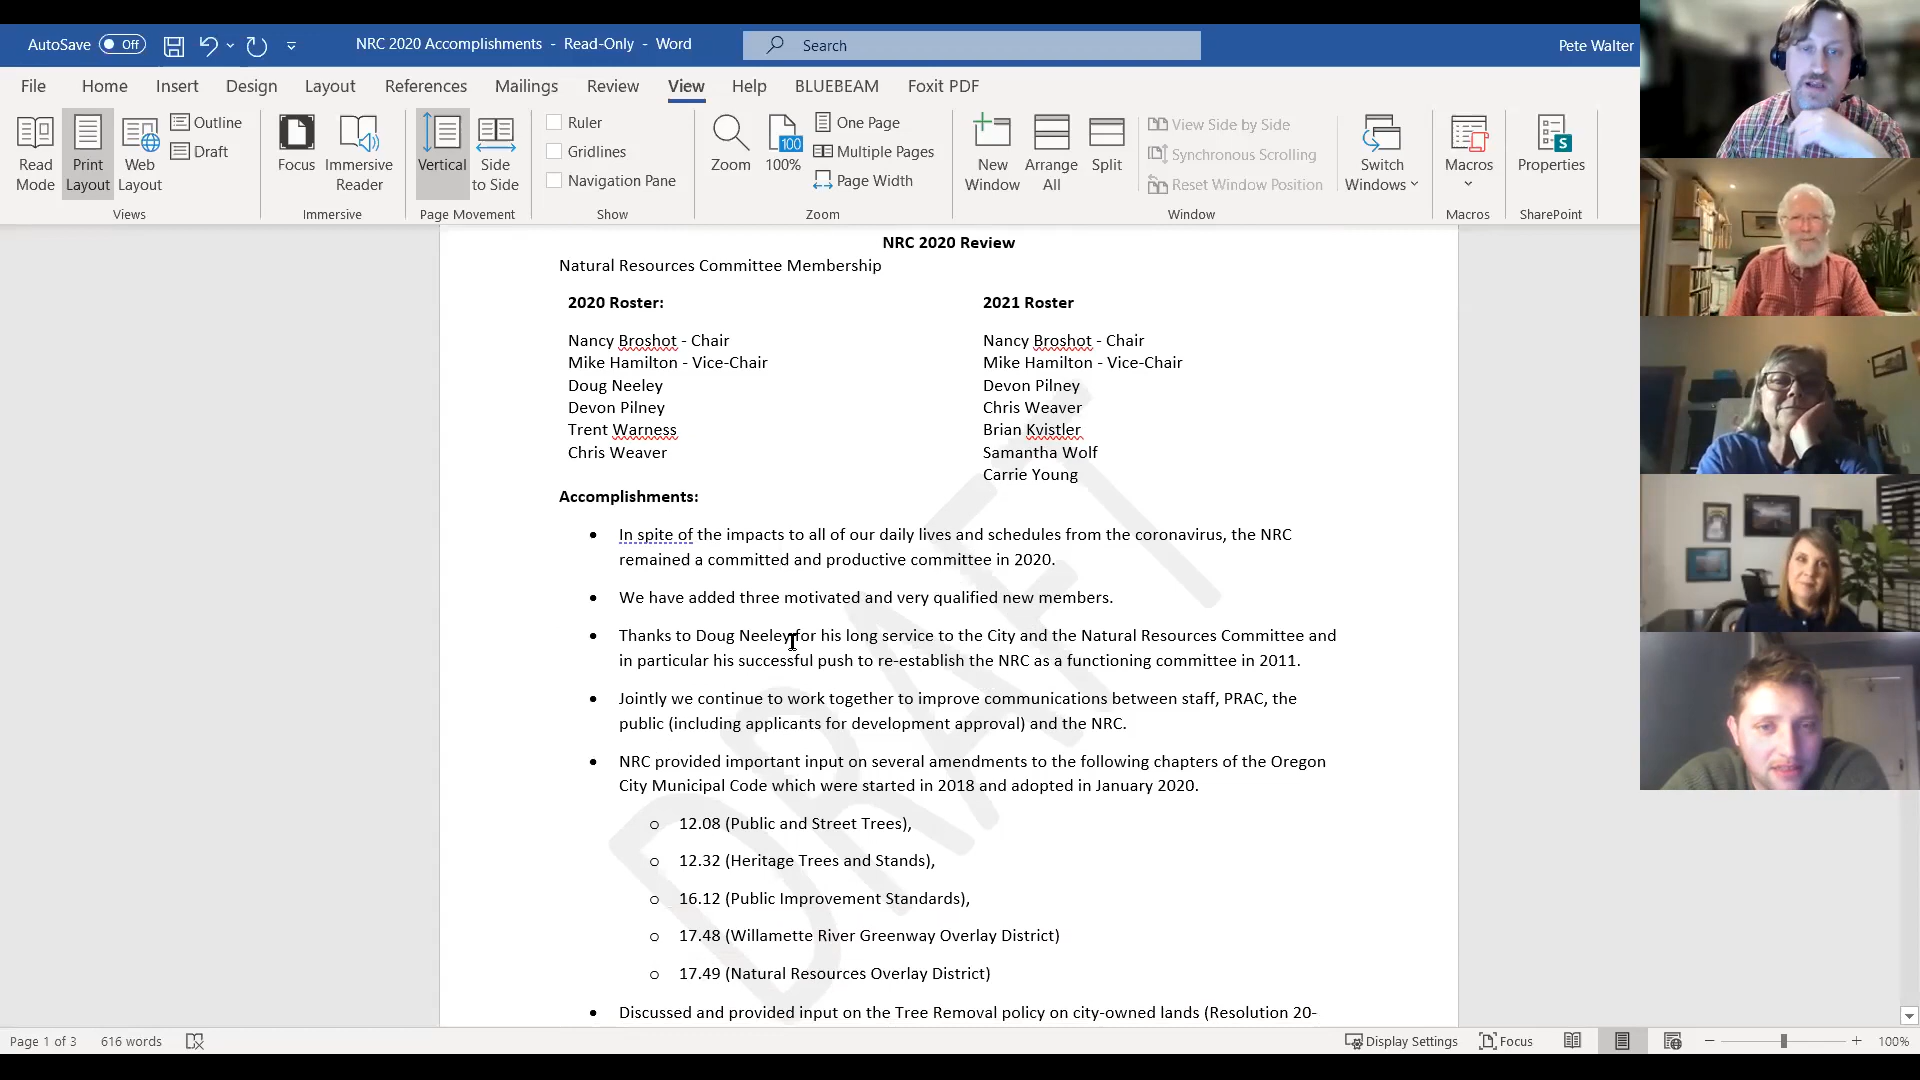 AutoSave Off NRC 2020 Accomplishments - Read-Only - Word Search Pete Walter
File Home Insert Design Layout References Mailings Review View Help BLUEBEAM Foxit PDF
Read Mode
Print Layout
Web Layout
Outline
Draft
Views
Focus
Immersive Reader
Immersive
Vertical
Side to Side
Page Movement
Ruler
Gridlines
Navigation Pane
Show
Zoom
100
100%
One Page
Multiple Pages
Page Width
Zoom
New Window
Arrange All
Split
View Side by Side
Synchronous Scrolling
Reset Window Position
Switch Windows
Window
Macros
Macros
S
Properties
SharePoint
NRC 2020 Review
Natural Resources Committee Membership
2020 Roster:
Nancy Broshot - Chair
Mike Hamilton - Vice-Chair
Doug Neeley
Devon Pilney
Trent Warness
Chris Weaver
2021 Roster
Nancy Broshot - Chair
Mike Hamilton - Vice-Chair
Devon Pilney
Chris Weaver
Brian Kvistler
Samantha Wolf
Carrie Young
Accomplishments:
• In spite of the impacts to all of our daily lives and schedules from the coronavirus, the NRC
remained a committed and productive committee in 2020.
• We have added three motivated and very qualified new members.
• Thanks to Doug Neeley for his long service to the City and the Natural Resources Committee and
in particular his successful push to re-establish the NRC as a functioning committee in 2011.
• Jointly we continue to work together to improve communications between staff, PRAC, the
public (including applicants for development approval) and the NRC.
• NRC provided important input on several amendments to the following chapters of the Oregon
City Municipal Code which were started in 2018 and adopted in January 2020.
o 12.08 (Public and Street Trees),
o 12.32 (Heritage Trees and Stands),
o 16.12 (Public Improvement Standards),
o 17.48 (Willamette River Greenway Overlay District)
o 17.49 (Natural Resources Overlay District)
• Discussed and provided input on the Tree Removal policy on city-owned lands (Resolution 20-
DRAFT
Page 1 of 3 616 words Display Settings Focus 100%